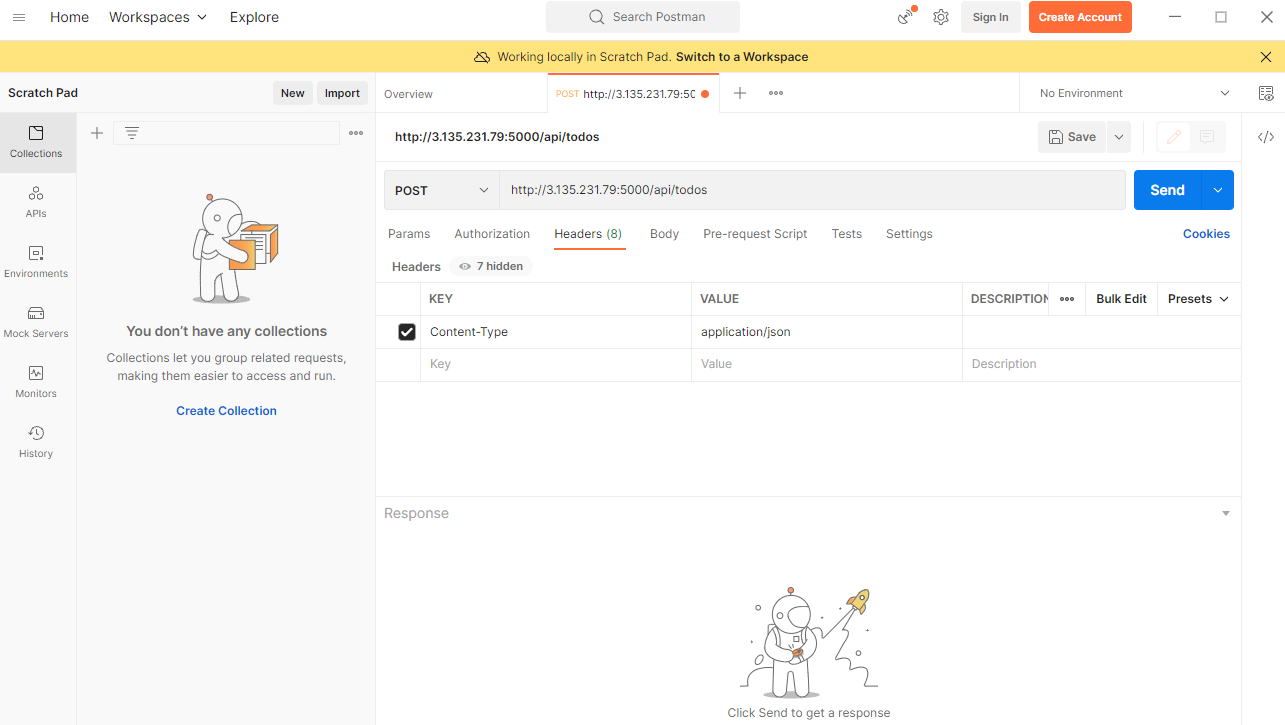 Home Workspaces Explore Search Postman Sign In Create Account
Working locally in Scratch Pad. Switch to a Workspace
Scratch Pad New Import
Overview POST http://3.135.231.79:50 No Environment
Collections
APIs
Environments
Mock Servers
Monitors
History
You don't have any collections
Collections let you group related requests,
making them easier to access and run.
Create Collection
http://3.135.231.79:5000/api/todos Save
POST http://3.135.231.79:5000/api/todos Send
Params Authorization Headers (8) Body Pre-request Script Tests Settings Cookies
Headers 7 hidden
KEY VALUE DESCRIPTION Bulk Edit Presets
Content-Type application/json
Key Value Description
Response
Click Send to get a response